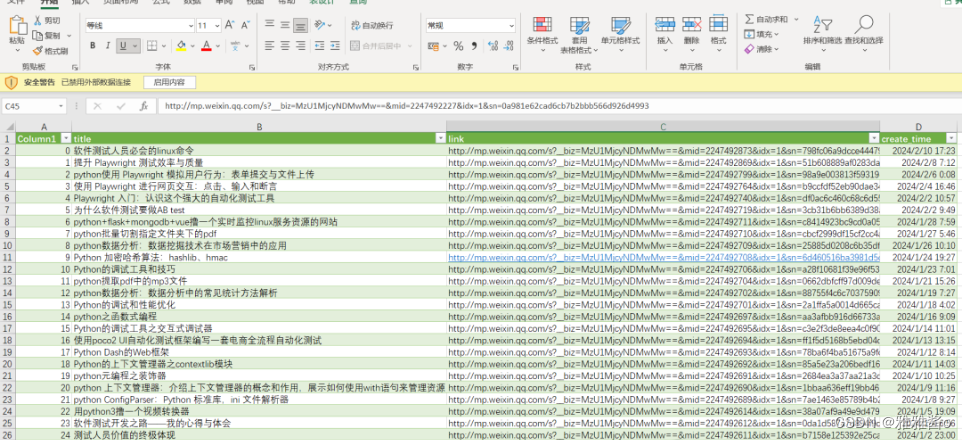 文件 开始 插入 页面布局 公式 数据 审阅 视图 帮助 表设计 查询
粘贴 剪切 复制 格式刷 等线 11 常规 自动换行 合并后居中 条件格式 套用表格格式 单元格样式 插入 删除 格式 自动求和 填充 清除 排序和筛选 查找和选择
剪贴板 字体 对齐方式 数字 样式 单元格 编辑
安全警告 已禁用外部数据连接 启用内容
C45 fx http://mp.weixin.qq.com/s?__biz=MzU1MjcyNDMwMw==&mid=2247492227&idx=1&sn=0a981e62cad6cb7b2bbb566d926d4993
A B C D
1 Column1 title link create_time
2 0 软件测试人员必会的linux命令 http://mp.weixin.qq.com/s?__biz=MzU1MjcyNDMwMw==&mid=2247492873&idx=1&sn=798fc06a9dcce4447 2024/2/10 17:23
3 1 提升 Playwright 测试效率与质量 http://mp.weixin.qq.com/s?__biz=MzU1MjcyNDMwMw==&mid=2247492869&idx=1&sn=51b608889af0283da 2024/2/8 7:12
4 2 python使用 Playwright 模拟用户行为：表单提交与文件上传 http://mp.weixin.qq.com/s?__biz=MzU1MjcyNDMwMw==&mid=2247492799&idx=1&sn=98a9e003813f59319 2024/2/6 0:08
5 3 使用 Playwright 进行网页交互：点击、输入和断言 http://mp.weixin.qq.com/s?__biz=MzU1MjcyNDMwMw==&mid=2247492764&idx=1&sn=b9ccfdf52eb90dae3 2024/2/4 16:46
6 4 Playwright 入门：认识这个强大的自动化测试工具 http://mp.weixin.qq.com/s?__biz=MzU1MjcyNDMwMw==&mid=2247492740&idx=1&sn=df0ac6c460c68c6d5 2024/2/2 10:57
7 5 为什么软件测试要做AB test http://mp.weixin.qq.com/s?__biz=MzU1MjcyNDMwMw==&mid=2247492719&idx=1&sn=3cb31b6bb6389d38 2024/2/2 9:49
8 6 python+flask+mongodb+vue撸一个实时监控linux服务资源的网站 http://mp.weixin.qq.com/s?__biz=MzU1MjcyNDMwMw==&mid=2247492711&idx=1&sn=c8414923bc9cd0a05 2024/1/28 7:59
9 7 python批量切割指定文件夹下的pdf http://mp.weixin.qq.com/s?__biz=MzU1MjcyNDMwMw==&mid=2247492710&idx=1&sn=cbcf2999df15cf2cc4 2024/1/27 5:46
10 8 python数据分析：数据挖掘技术在市场营销中的应用 http://mp.weixin.qq.com/s?__biz=MzU1MjcyNDMwMw==&mid=2247492709&idx=1&sn=25885d0208c6b35df 2024/1/26 10:10
11 9 Python 加密哈希算法：hashlib、hmac http://mp.weixin.qq.com/s?__biz=MzU1MjcyNDMwMw==&mid=2247492708&idx=1&sn=6d460516ba3981d5 2024/1/24 19:27
12 10 Python的调试工具和技巧 http://mp.weixin.qq.com/s?__biz=MzU1MjcyNDMwMw==&mid=2247492706&idx=1&sn=a28f10681f39e96f53 2024/1/23 7:01
13 11 python提取pdf中的mp3文件 http://mp.weixin.qq.com/s?__biz=MzU1MjcyNDMwMw==&mid=2247492704&idx=1&sn=0662dbfcff97d009de 2024/1/21 15:26
14 12 python数据分析：数据分析中的常见统计方法解析 http://mp.weixin.qq.com/s?__biz=MzU1MjcyNDMwMw==&mid=2247492702&idx=1&sn=88755f4c6c7037590 2024/1/19 7:27
15 13 Python的调试和性能优化 http://mp.weixin.qq.com/s?__biz=MzU1MjcyNDMwMw==&mid=2247492701&idx=1&sn=2a1ffa5a0014d665c 2024/1/18 4:02
16 14 python之函数式编程 http://mp.weixin.qq.com/s?__biz=MzU1MjcyNDMwMw==&mid=2247492697&idx=1&sn=aa3afbb916d66733a 2024/1/16 9:09
17 15 Python的调试工具之交互式调试器 http://mp.weixin.qq.com/s?__biz=MzU1MjcyNDMwMw==&mid=2247492695&idx=1&sn=c3e2f3de8eea4c0f90 2024/1/14 11:01
18 16 使用poco2 UI自动化测试框架编写一套电商全流程自动化测试 http://mp.weixin.qq.com/s?__biz=MzU1MjcyNDMwMw==&mid=2247492694&idx=1&sn=ff1f5d5168b5ebd04 2024/1/13 13:15
19 17 Python Dash的Web框架 http://mp.weixin.qq.com/s?__biz=MzU1MjcyNDMwMw==&mid=2247492693&idx=1&sn=78ba6f4ba51675a9f 2024/1/12 8:14
20 18 Python的上下文管理器之contextlib模块 http://mp.weixin.qq.com/s?__biz=MzU1MjcyNDMwMw==&mid=2247492692&idx=1&sn=85a5e23a206bedf16 2024/1/11 14:03
21 19 python元编程之装饰器 http://mp.weixin.qq.com/s?__biz=MzU1MjcyNDMwMw==&mid=2247492691&idx=1&sn=2684ea3a37aa21a3 2024/1/10 10:25
22 20 python 上下文管理器：介绍上下文管理器的概念和作用，展示如何使用with语句来管理资源 http://mp.weixin.qq.com/s?__biz=MzU1MjcyNDMwMw==&mid=2247492690&idx=1&sn=1bbaa636eff19bb46 2024/1/9 11:16
23 21 python ConfigParser：Python 标准库，ini 文件解析器 http://mp.weixin.qq.com/s?__biz=MzU1MjcyNDMwMw==&mid=2247492689&idx=1&sn=7ae1463e85789b4b2 2024/1/8 9:27
24 22 用python3撸一个视频转换器 http://mp.weixin.qq.com/s?__biz=MzU1MjcyNDMwMw==&mid=2247492614&idx=1&sn=38a07af9a49e9d479 2024/1/5 19:09
25 23 软件测试开发之路——我的心得与体会 http://mp.weixin.qq.com/s?__biz=MzU1MjcyNDMwMw==&mid=2247492612&idx=1&sn=0da1d58
26 24 测试人员价值的终极体现 http://mp.weixin.qq.com/s?__biz=MzU1MjcyNDMwMw==&mid=2247492611&idx=1&sn=b7158e125392e25c 2024/1/2 23:00
CSDN